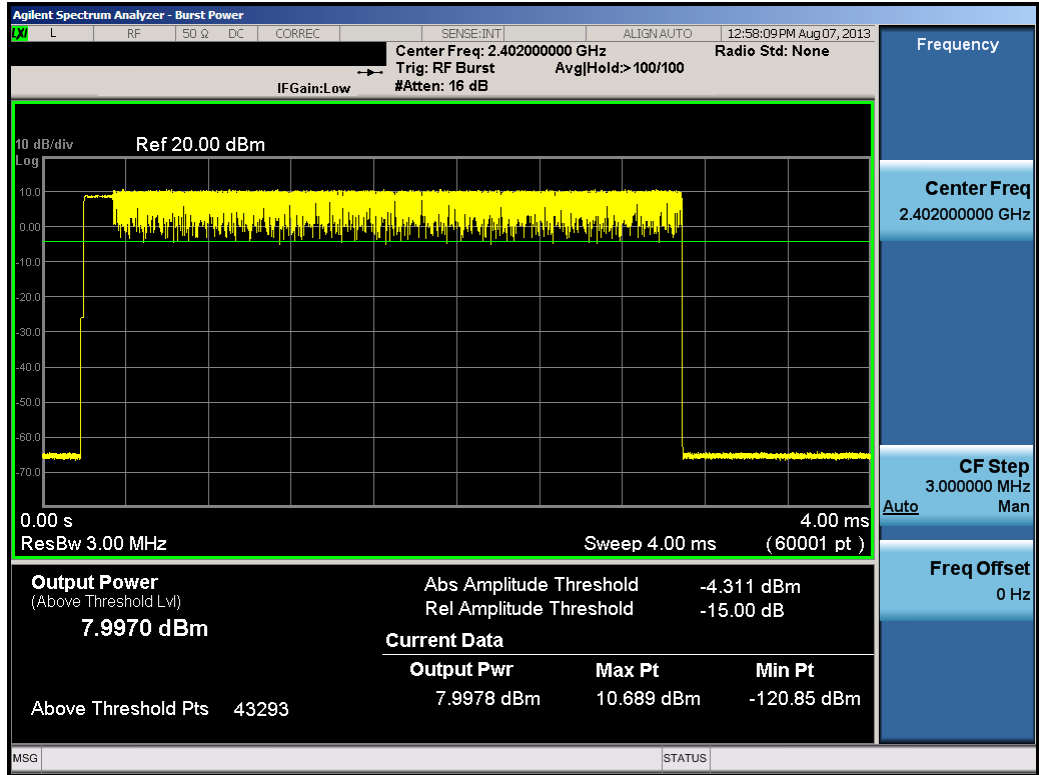 Agilent Spectrum Analyzer - Burst Power
LXI L RF 50 Ω DC CORREC SENSE:INT ALIGN AUTO 12:58:09 PM Aug 07, 2013
Center Freq: 2.402000000 GHz Radio Std: None
Trig: RF Burst Avg|Hold:>100/100
IFGain:Low #Atten: 16 dB
10 dB/div Ref 20.00 dBm
Log
10.0
0.00
-10.0
-20.0
-30.0
-40.0
-50.0
-60.0
-70.0
0.00 s 4.00 ms
ResBw 3.00 MHz Sweep 4.00 ms (60001 pt )
Output Power
(Above Threshold Lvl)
7.9970 dBm
Above Threshold Pts 43293
Abs Amplitude Threshold -4.311 dBm
Rel Amplitude Threshold -15.00 dB
Current Data
Output Pwr Max Pt Min Pt
7.9978 dBm 10.689 dBm -120.85 dBm
Frequency
Center Freq
2.402000000 GHz
CF Step
3.000000 MHz
Auto Man
Freq Offset
0 Hz
MSG STATUS